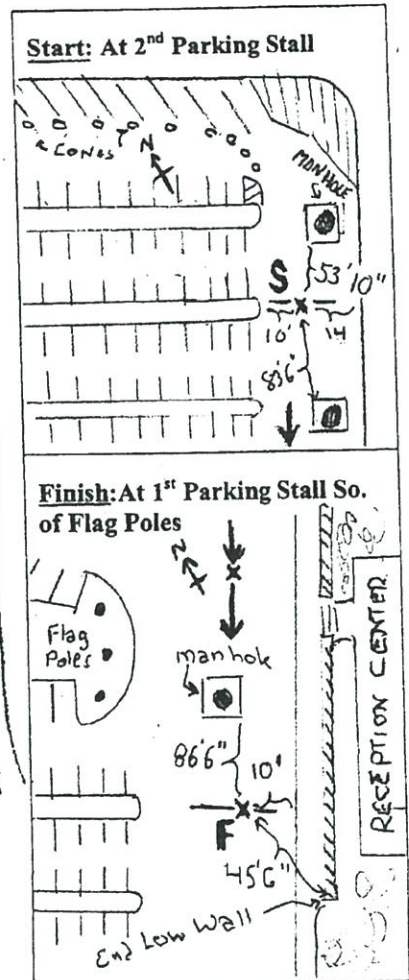 Start: At 2nd Parking Stall
CONES
N
MANHOLE
S
53'10"
x
10'
14
8'6'
Finish: At 1st Parking Stall So.
of Flag Poles
N
x
Flag
Poles
manhole
86'6"
10'
x
F
45'6"
End Low Wall
RECEPTION CENTER